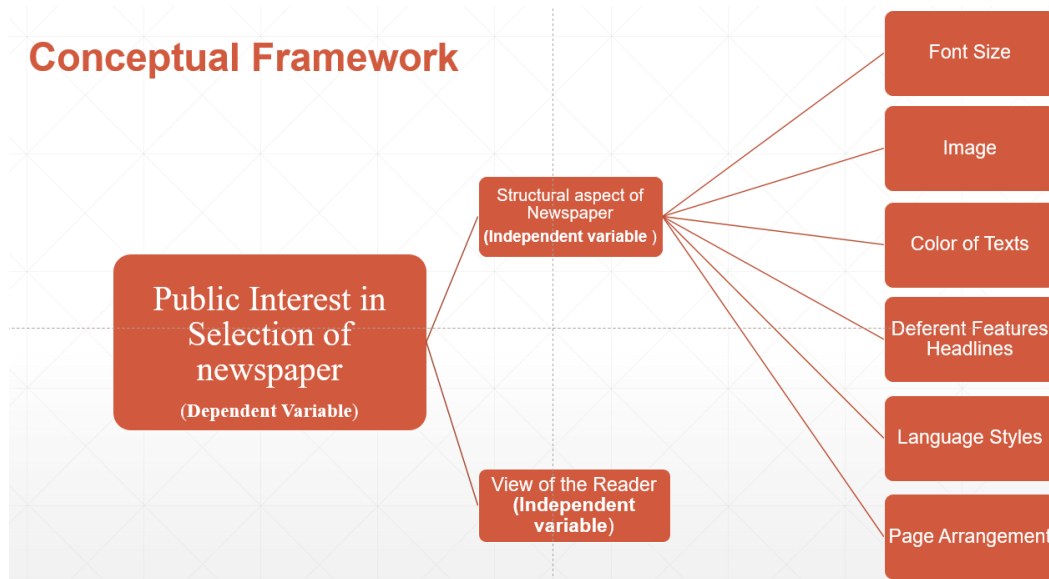 Conceptual Framework
Font Size
Image
Structural aspect of
Newspaper
(Independent variable )
Color of Texts
Public Interest in
Selection of
newspaper
(Dependent Variable)
Deferent Features
Headlines
Language Styles
View of the Reader
(Independent
variable)
Page Arrangement